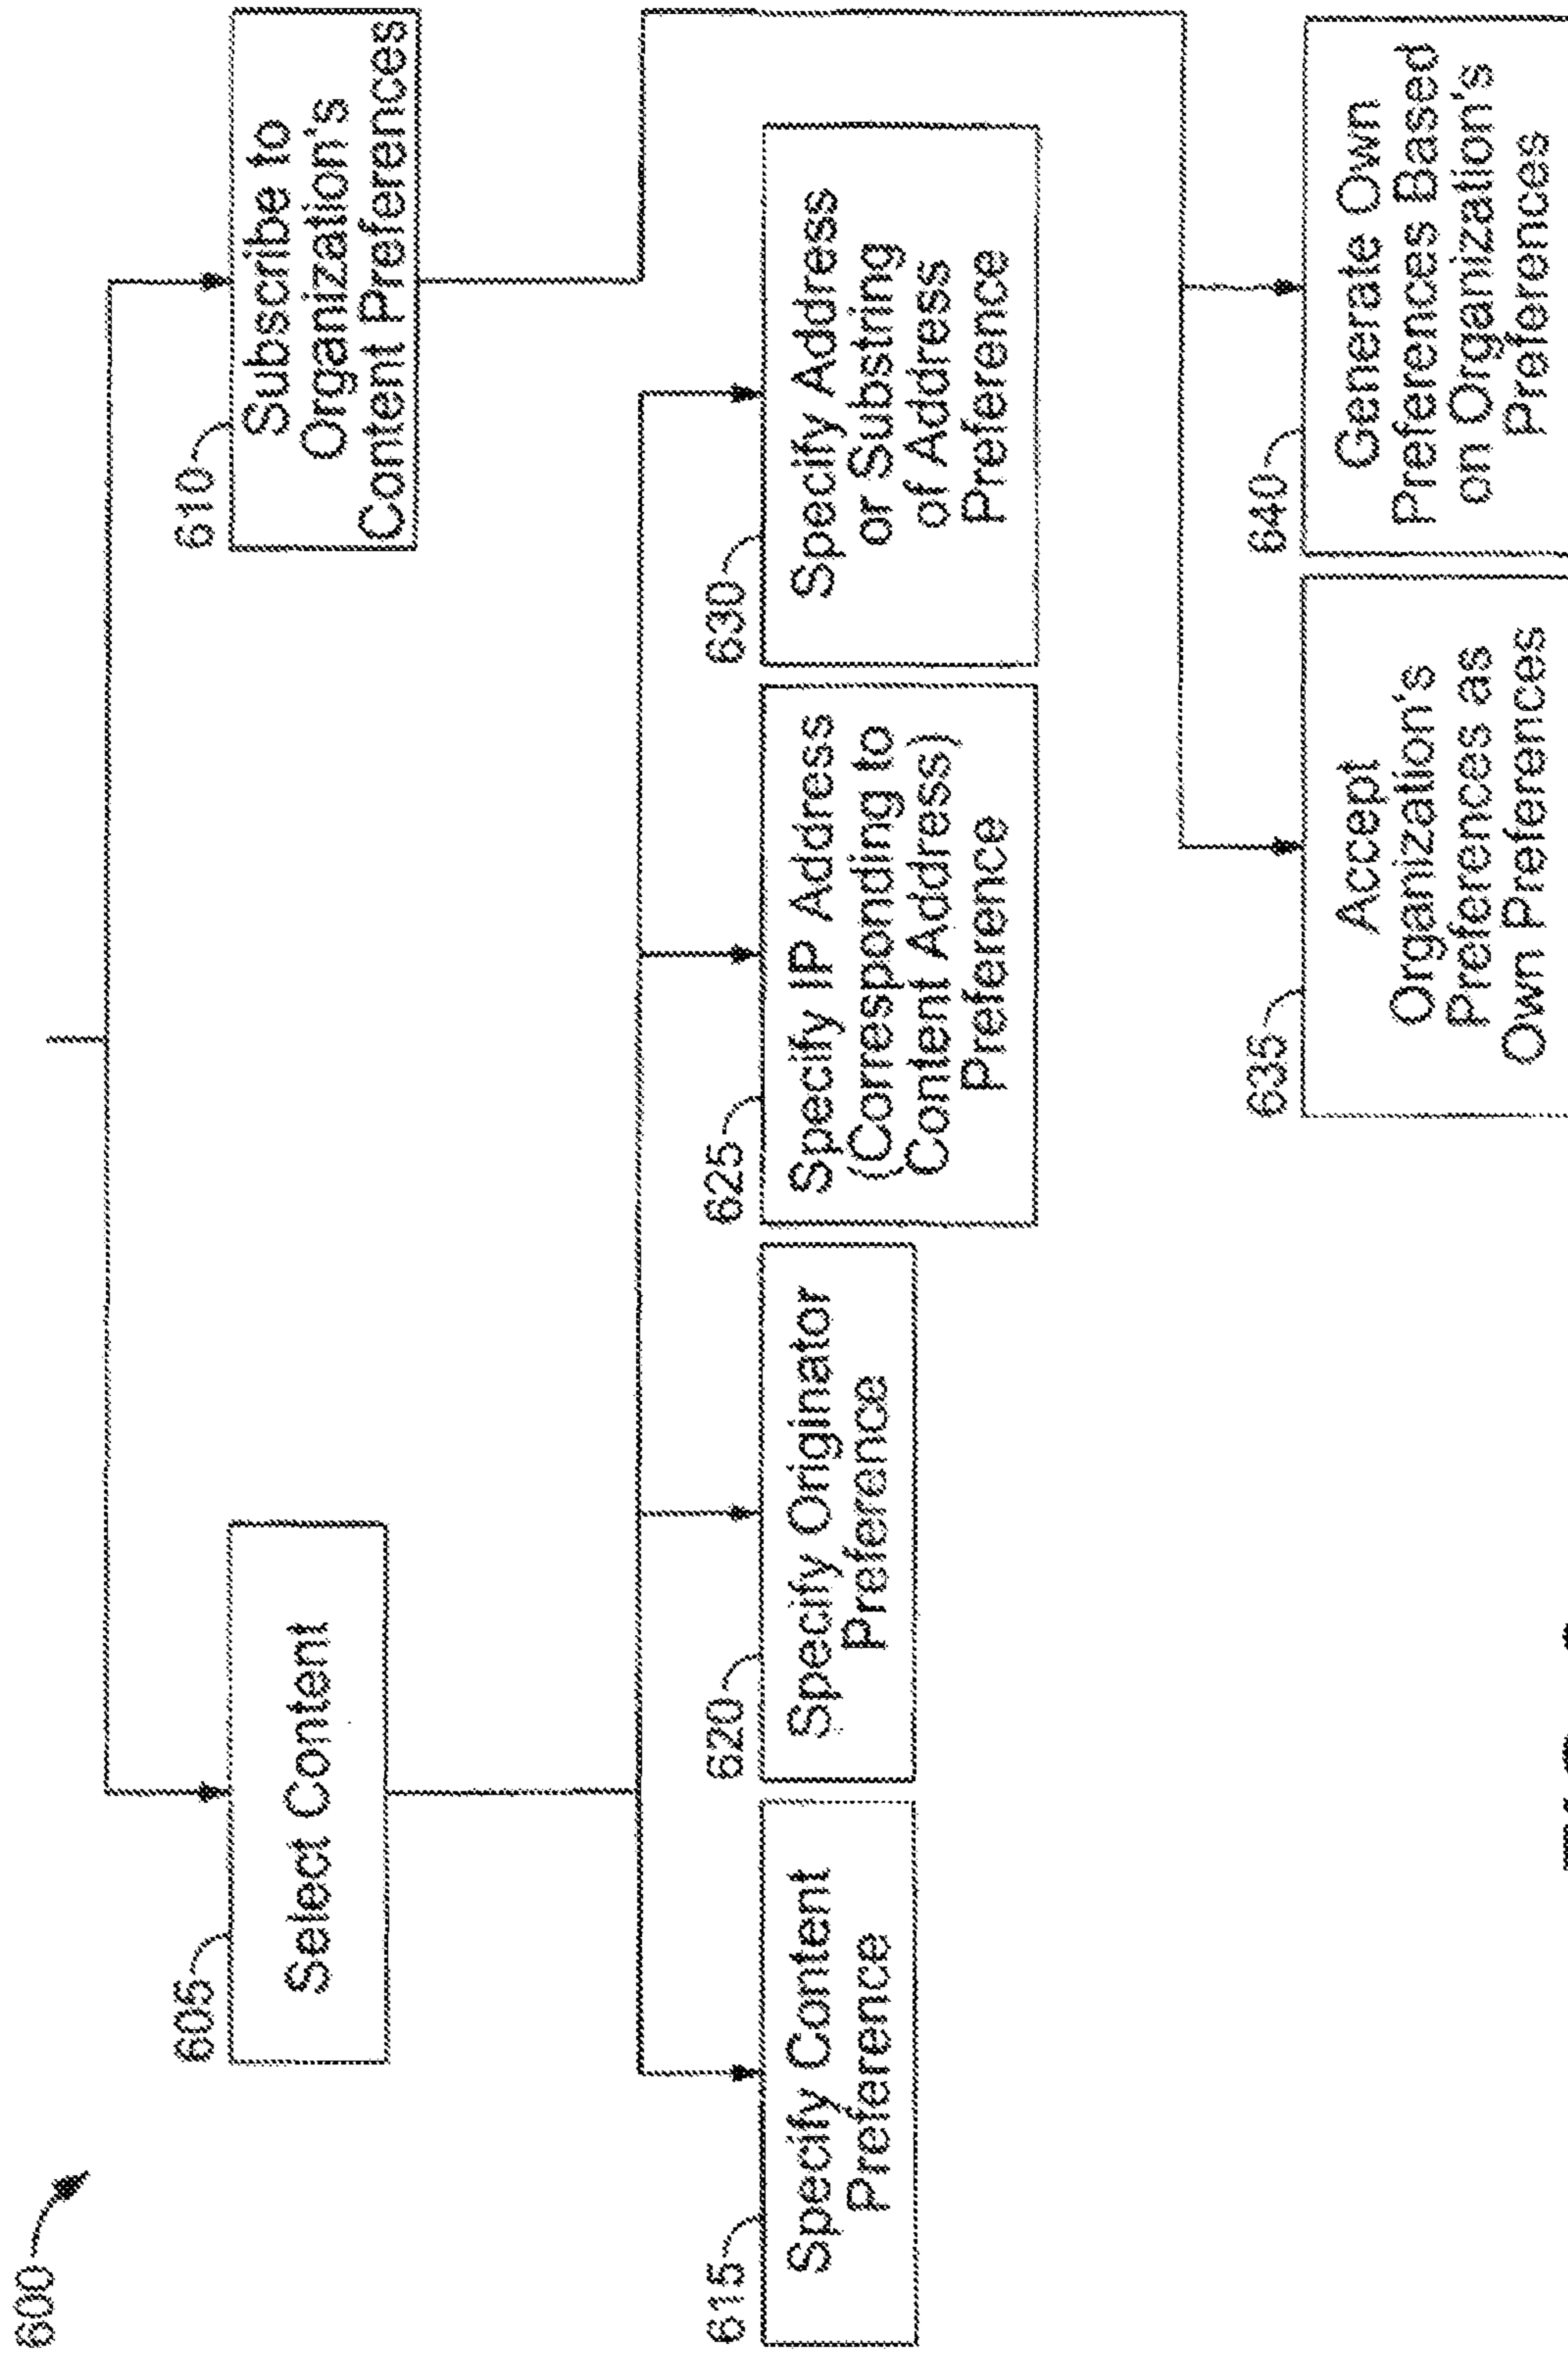 600
605
Select Content
610
Subscribe to
Organization's
Content Preferences
615
Specify Content
Preference
620
Specify Originator
Preference
625
Specify IP Address
(Corresponding to
Content Address)
Preference
630
Specify Address
or Substring
of Address
Preference
635
Accept
Organization's
Preferences as
Own Preferences
640
Generate Own
Preferences Based
on Organization's
Preferences